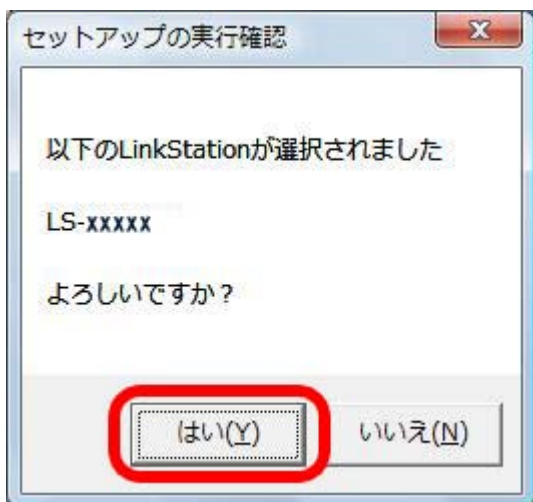 セットアップの実行確認
以下のLinkStationが選択されました
LS-xxxxx
よろしいですか？
はい(Y)
いいえ(N)